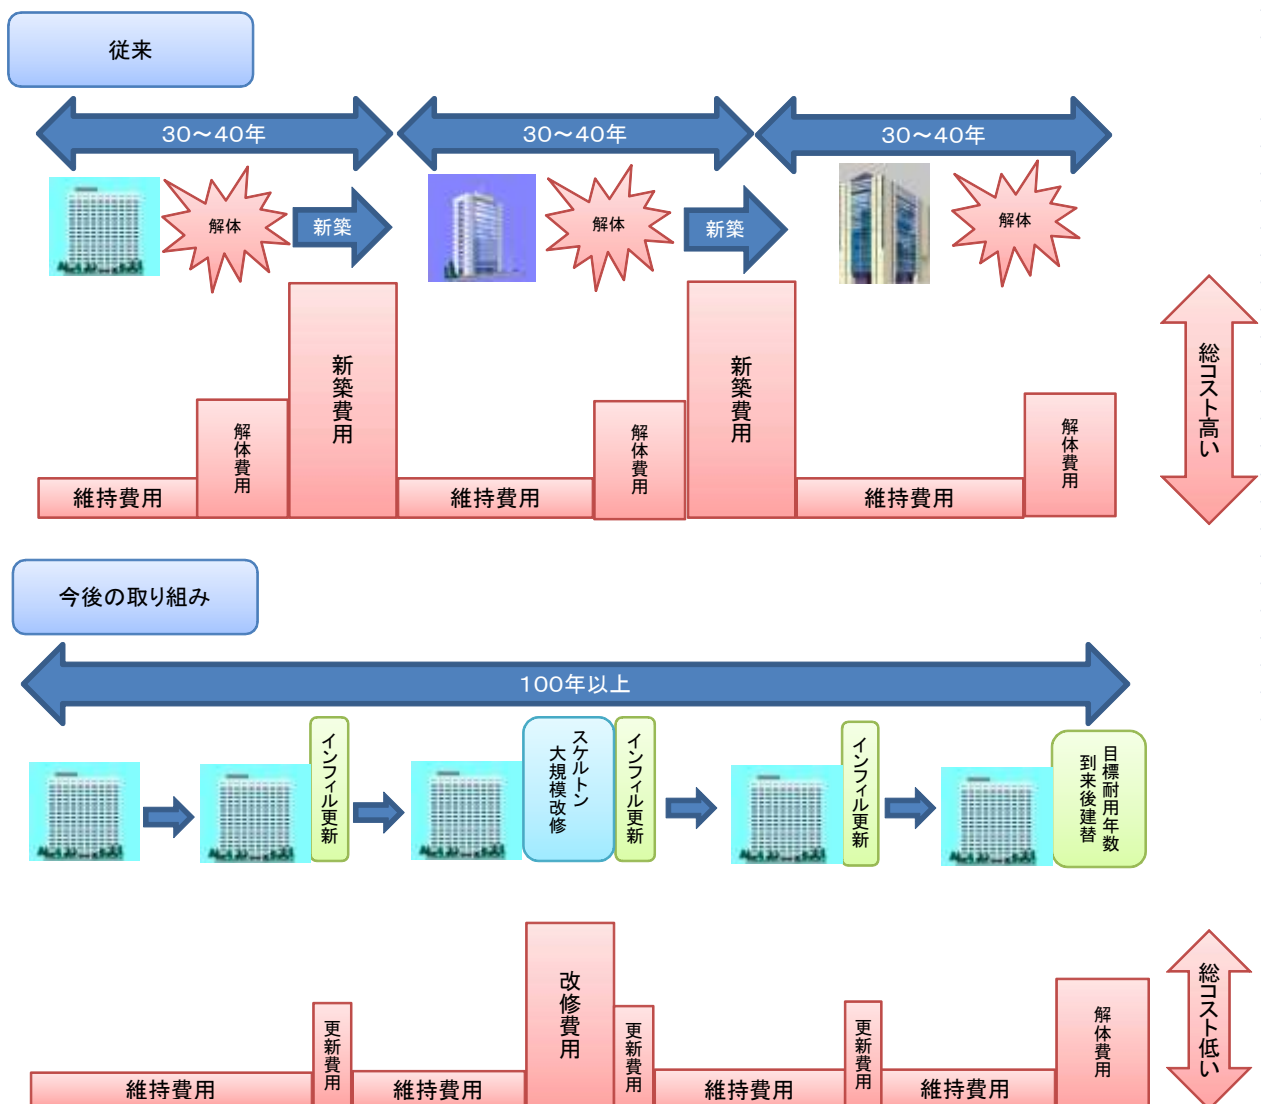 従来
30～40年
30～40年
30～40年
解体
新築
解体
新築
解体
維持費用
解体費用
新築費用
維持費用
解体費用
新築費用
維持費用
解体費用
総コスト高い
今後の取り組み
100年以上
インフィル更新
スケルトン
大規模改修
インフィル更新
インフィル更新
目標耐用年数
到来後建替
維持費用
更新費用
維持費用
改修費用
更新費用
維持費用
更新費用
維持費用
解体費用
総コスト低い